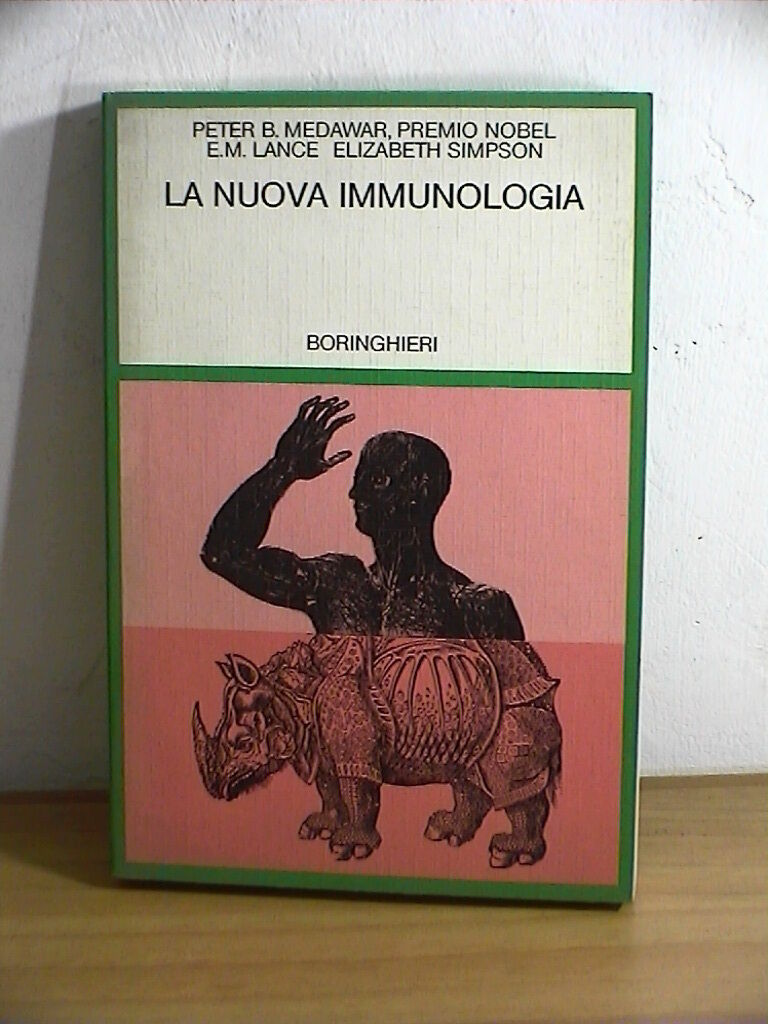 PETER B. MEDAWAR, PREMIO NOBEL
E.M. LANCE ELIZABETH SIMPSON
LA NUOVA IMMUNOLOGIA
BORINGHIERI